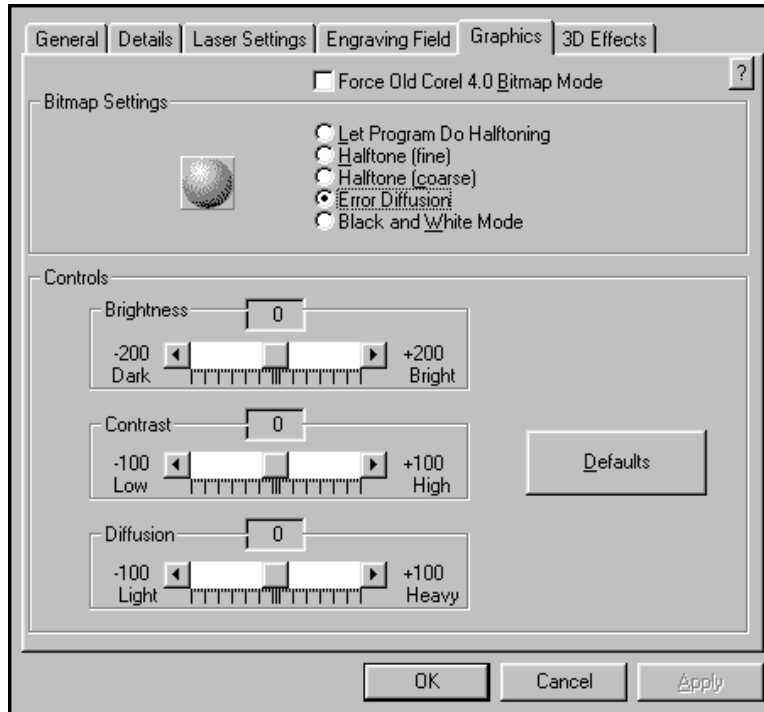 General Details Laser Settings Engraving Field Graphics 3D Effects
Force Old Corel 4.0 Bitmap Mode ?
Bitmap Settings
Let Program Do Halftoning
Halftone (fine)
Halftone (coarse)
Error Diffusion
Black and White Mode
Controls
Brightness 0
-200 +200
Dark Bright
Contrast 0
-100 +100
Low High
Defaults
Diffusion 0
-100 +100
Light Heavy
OK Cancel Apply